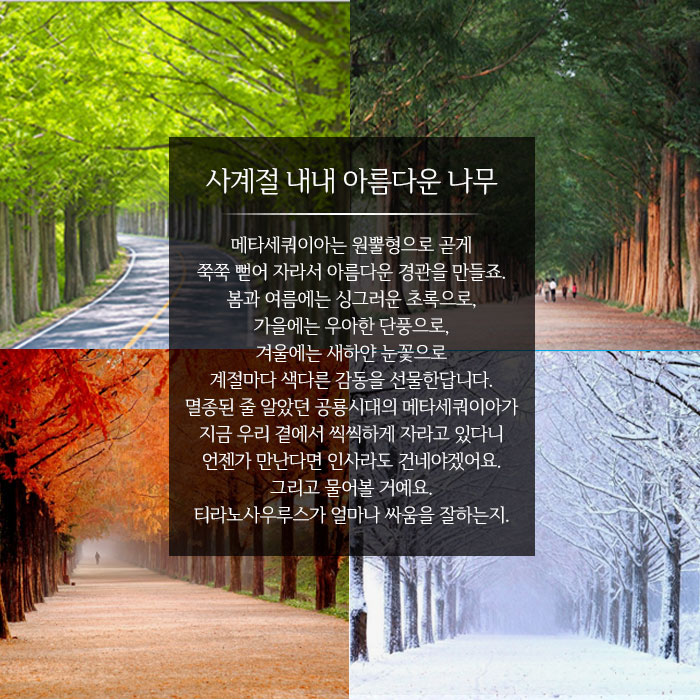 사계절 내내 아름다운 나무
메타세쿼이아는 원뿔형으로 곧게
쭉쭉 뻗어 자라서 아름다운 경관을 만들죠.
봄과 여름에는 싱그러운 초록으로,
가을에는 우아한 단풍으로,
겨울에는 새하얀 눈꽃으로
계절마다 색다른 감동을 선물한답니다.
멸종된 줄 알았던 공룡시대의 메타세쿼이아가
지금 우리 곁에서 씩씩하게 자라고 있다니
언젠가 만난다면 인사라도 건네야겠어요.
그리고 물어볼 거예요.
티라노사우루스가 얼마나 싸움을 잘하는지.